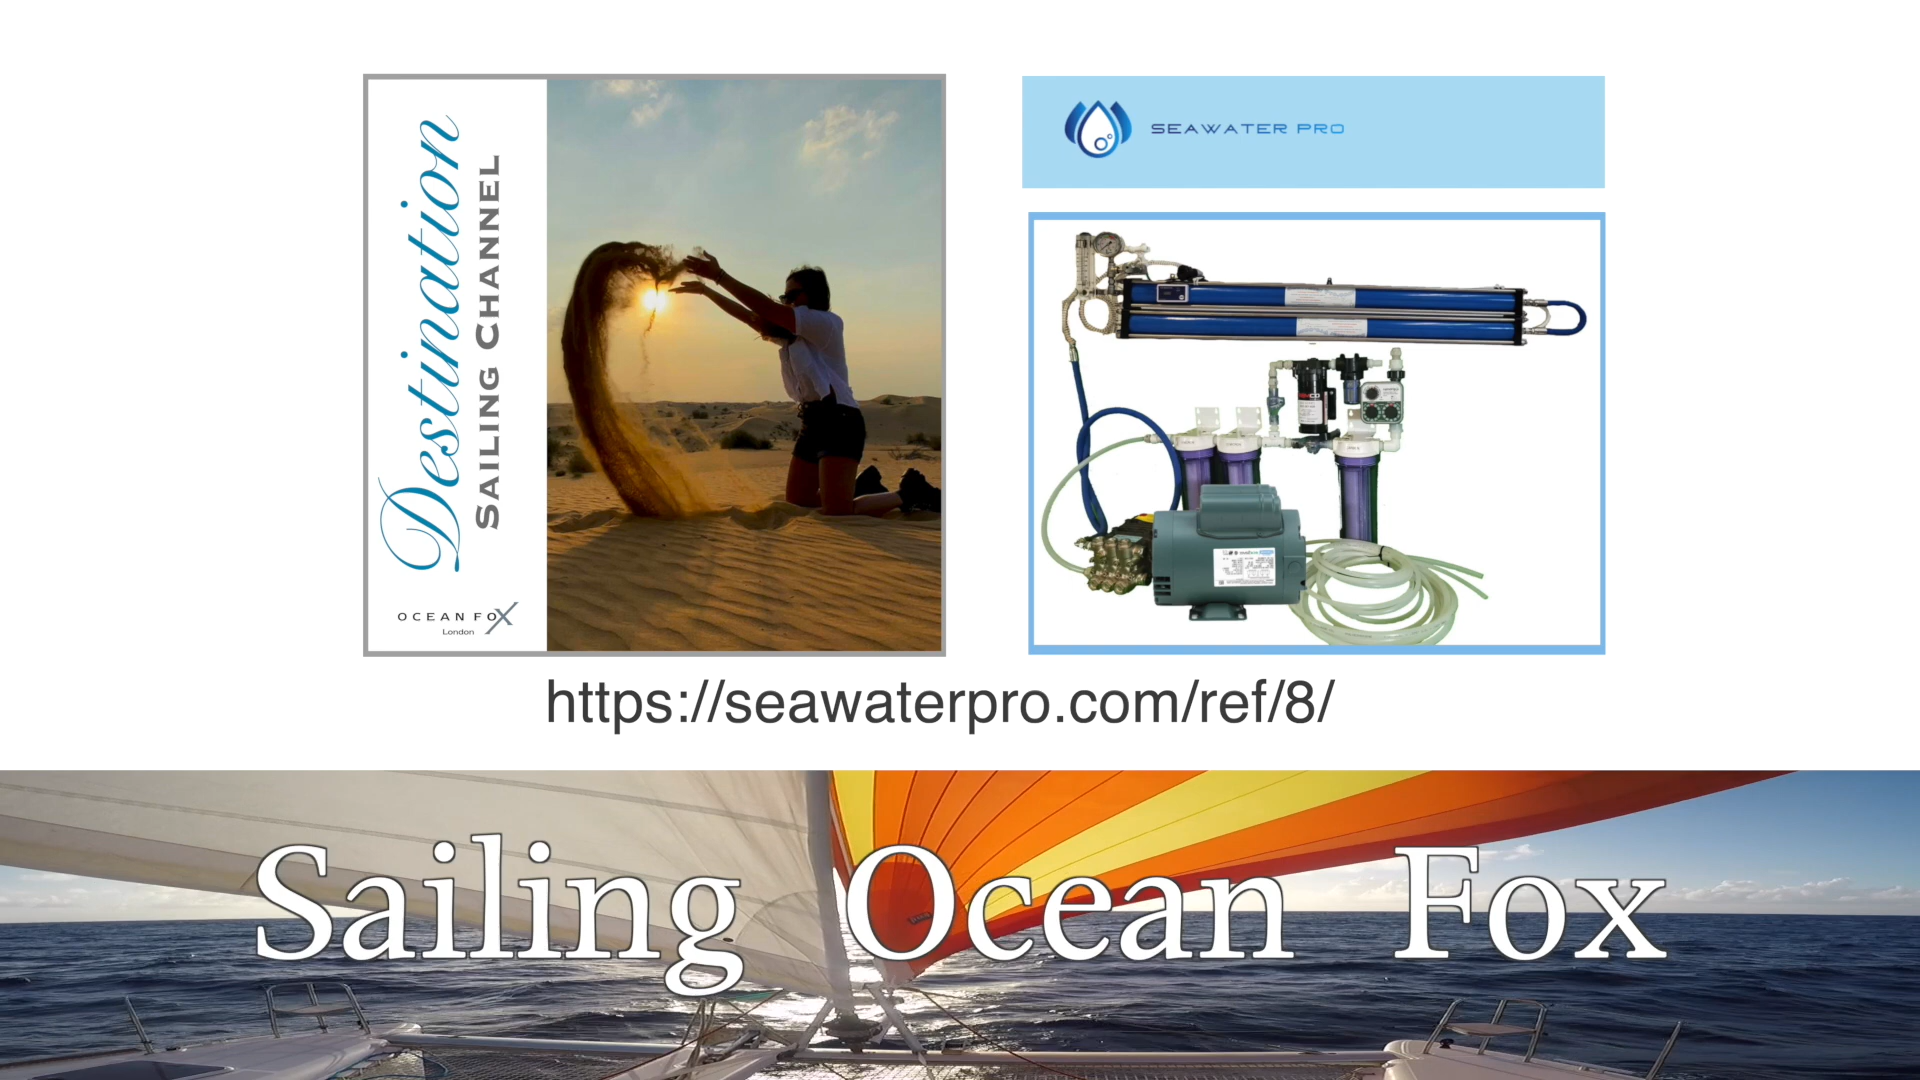 Destination
SAILING CHANNEL
OCEAN FOX
London
SEAWATER PRO
https://seawaterpro.com/ref/8/
Sailing Ocean Fox